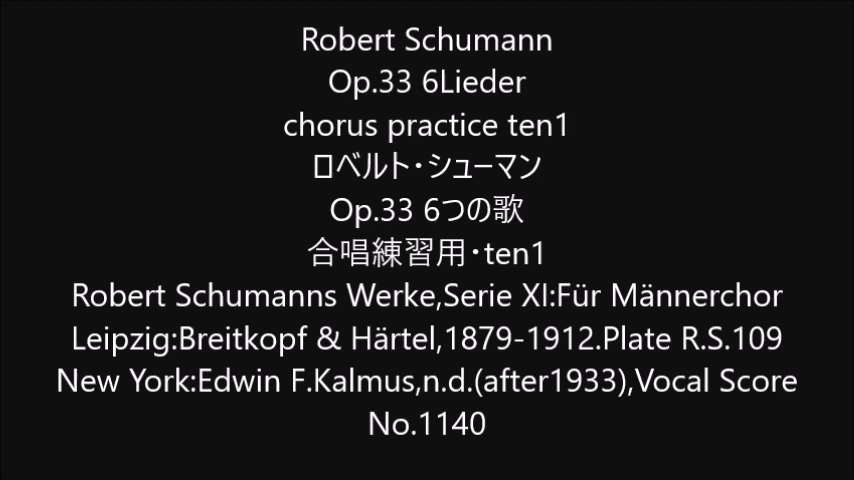 Robert Schumann
Op.33 6Lieder
chorus practice ten1
ロベルト・シューマン
Op.33 6つの歌
合唱練習用・ten1
Robert Schumanns Werke,Serie XI:Für Männerchor
Leipzig:Breitkopf & Härtel,1879-1912.Plate R.S.109
New York:Edwin F.Kalmus,n.d.(after1933),Vocal Score
No.1140